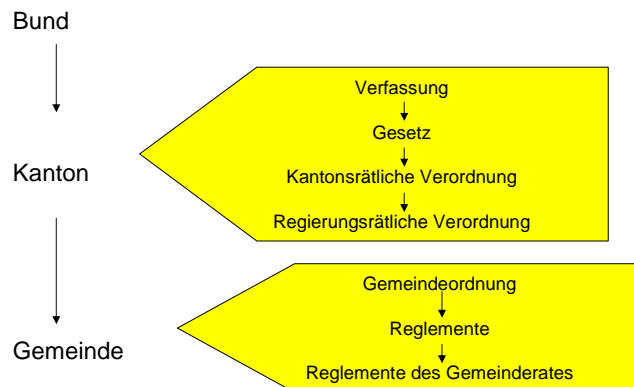 Bund
Verfassung
Gesetz
Kanton
Kantonsrätliche Verordnung
Regierungsrätliche Verordnung
Gemeindeordnung
Reglemente
Gemeinde
Reglemente des Gemeinderates